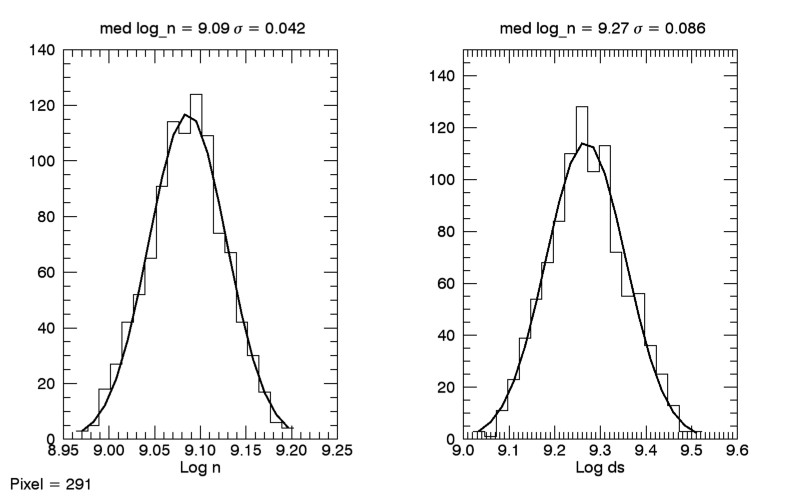 med log_n = 9.09 σ = 0.042
140
120
100
80
60
40
20
0
8.95 9.00 9.05 9.10 9.15 9.20 9.25
Log n
med log_n = 9.27 σ = 0.086
140
120
100
80
60
40
20
0
9.0 9.1 9.2 9.3 9.4 9.5 9.6
Log ds
Pixel = 291